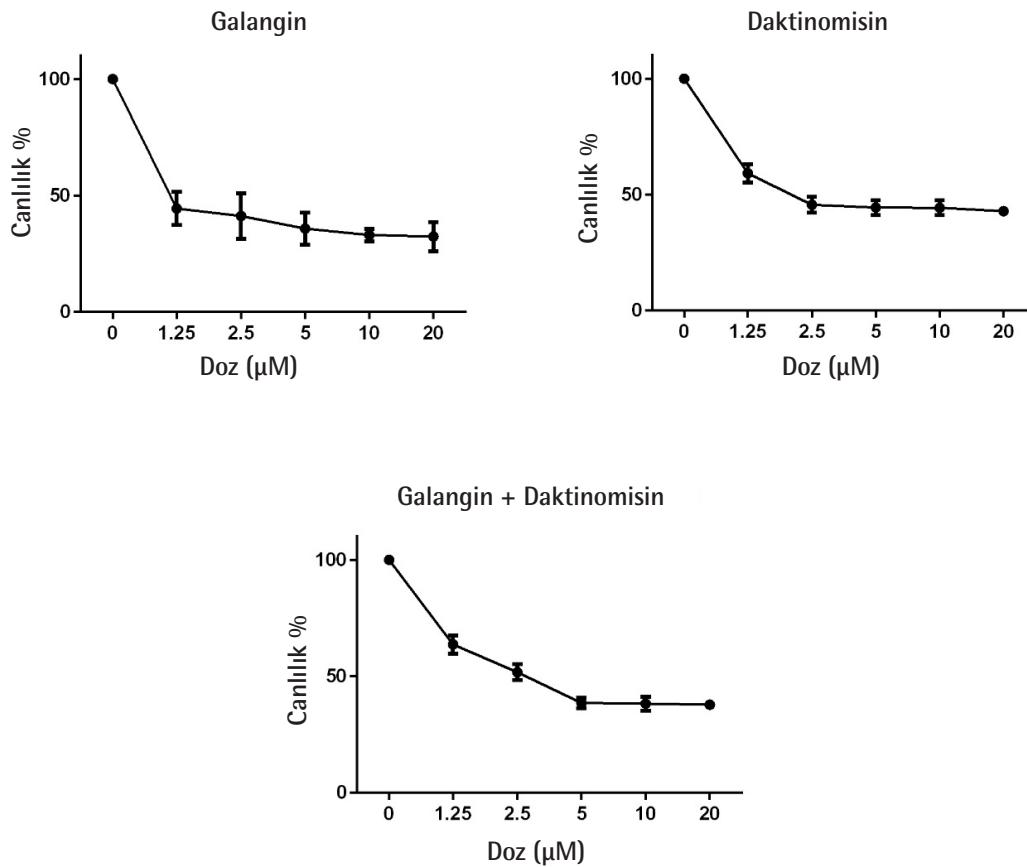 Galangin
Canlılık %
100
50
0
0 1.25 2.5 5 10 20
Doz (µM)
Daktinomisin
Canlılık %
100
50
0
0 1.25 2.5 5 10 20
Doz (µM)
Galangin + Daktinomisin
Canlılık %
100
50
0
0 1.25 2.5 5 10 20
Doz (µM)